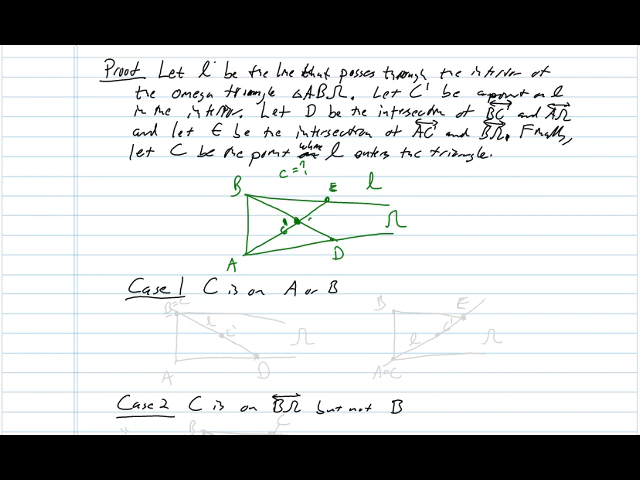 Proof Let l be the line that passes through the interior of
the omega triangle △ABΩ. Let C' be a point on l
in the interior. Let D be the intersection of BC' and AΩ
and let E be the intersection of AC' and BΩ. Finally,
let C be the point where l enters the triangle.
C=?
B E l
Ω
C'
A D
Case 1 C is on A or B
B=C l C' Ω
A D
B E
l C' Ω
A=C
Case 2 C is on BΩ but not B
B C